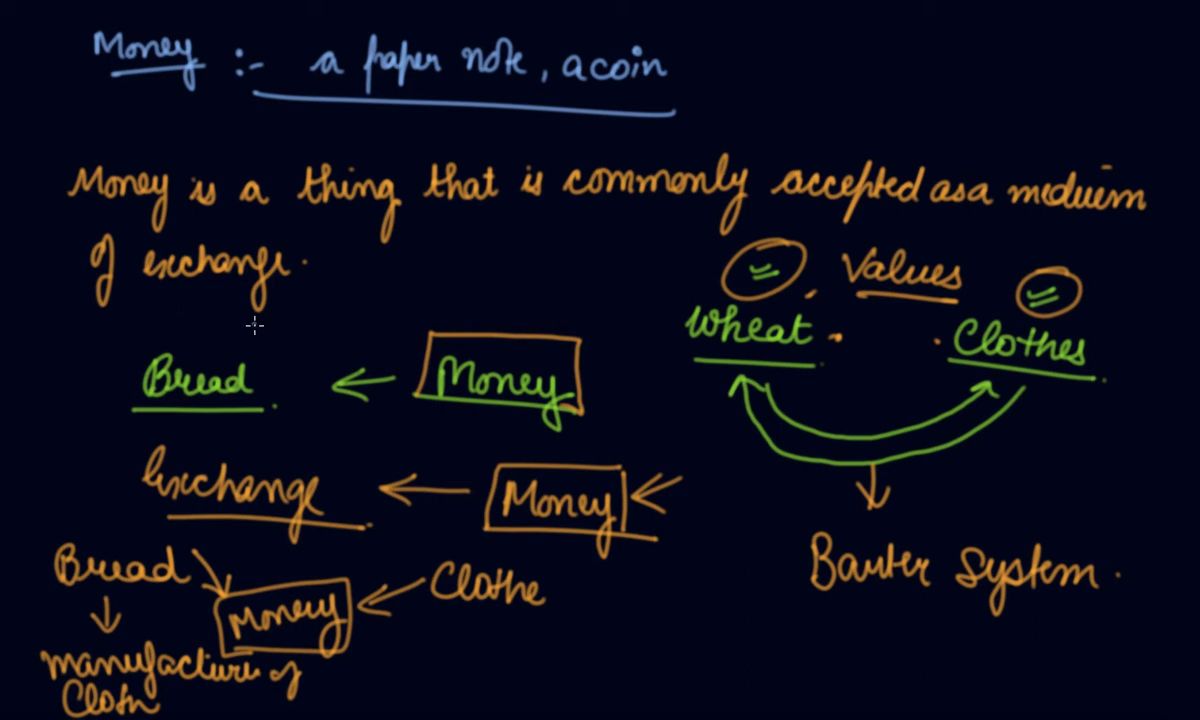 Money :- a paper note, a coin
Money is a thing that is commonly accepted as a medium
of exchange.
Values
Wheat Clothes
Bread ← Money
Exchange ← Money ←
Barter System.
Bread Money ← Clothe
manufacturer of
Cloth